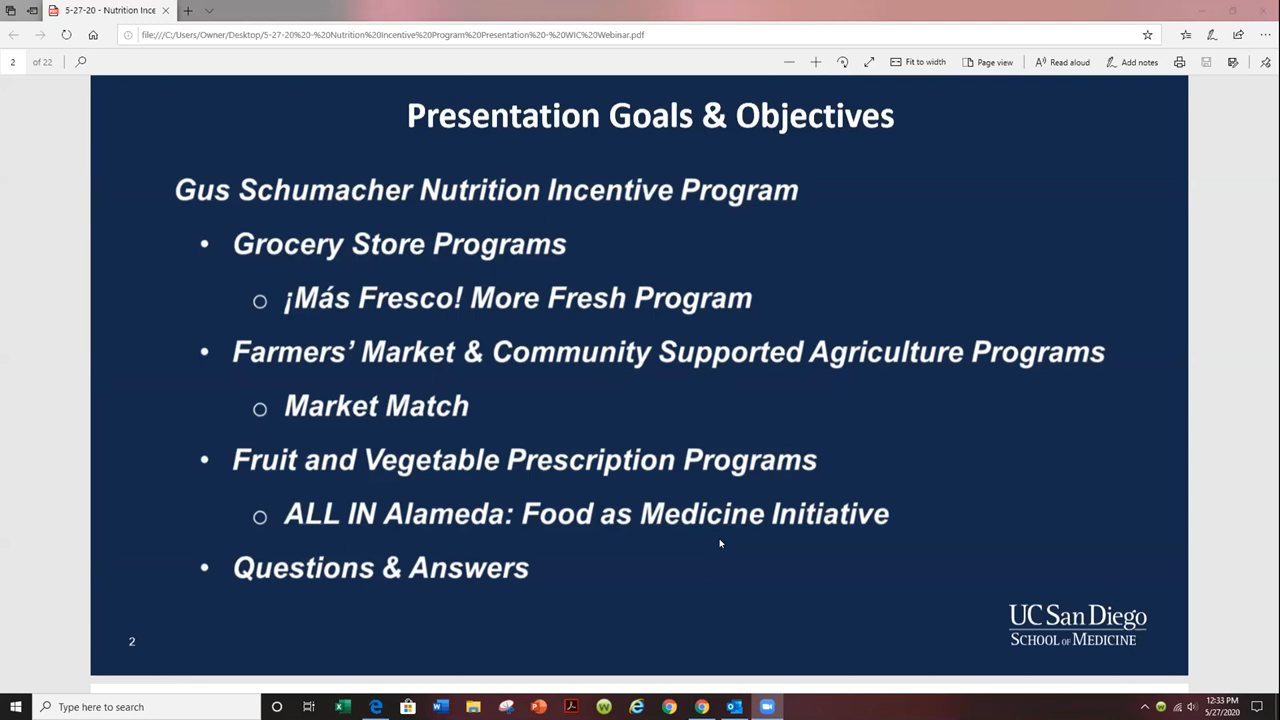 5-27-20 - Nutrition Ince
file:///C:/Users/Owner/Desktop/5-27-20%20-%20Nutrition%20Incentive%20Program%20Presentation%20-%20WIC%20Webinar.pdf
2 of 22
Fit to width
Page view
Read aloud
Add notes
Presentation Goals & Objectives
Gus Schumacher Nutrition Incentive Program
• Grocery Store Programs
o ¡Más Fresco! More Fresh Program
• Farmers’ Market & Community Supported Agriculture Programs
o Market Match
• Fruit and Vegetable Prescription Programs
o ALL IN Alameda: Food as Medicine Initiative
• Questions & Answers
UC San Diego
SCHOOL OF MEDICINE
2
Type here to search
12:33 PM
5/27/2020